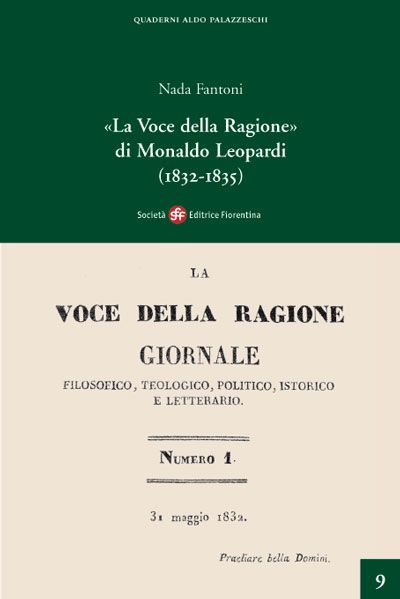 QUADERNI ALDO PALAZZESCHI
Nada Fantoni
«La Voce della Ragione»
di Monaldo Leopardi
(1832-1835)
Società sff Editrice Fiorentina
LA
VOCE DELLA RAGIONE
GIORNALE
FILOSOFICO, TEOLOGICO, POLITICO, ISTORICO
E LETTERARIO.
NUMERO 1.
31 maggio 1832.
Praeliare bella Domini.
9